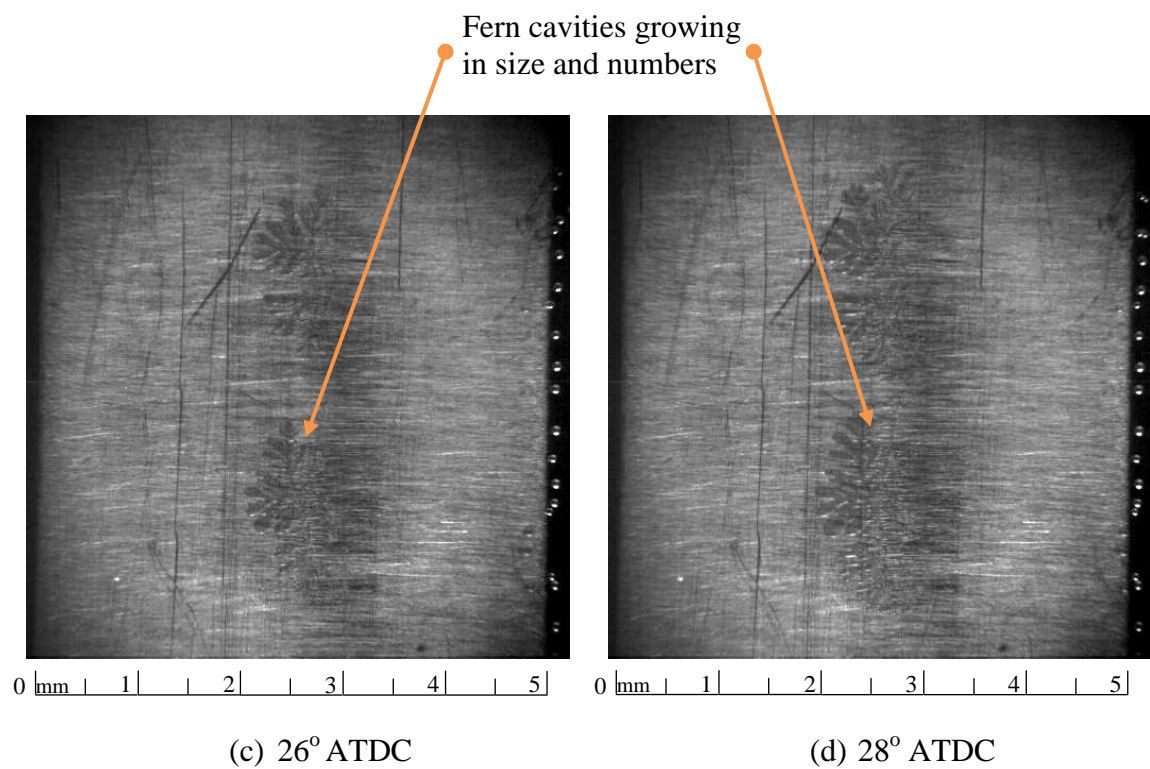 Fern cavities growing
in size and numbers
0 mm 1 2 3 4 5
0 mm 1 2 3 4 5
(c) 26° ATDC
(d) 28° ATDC